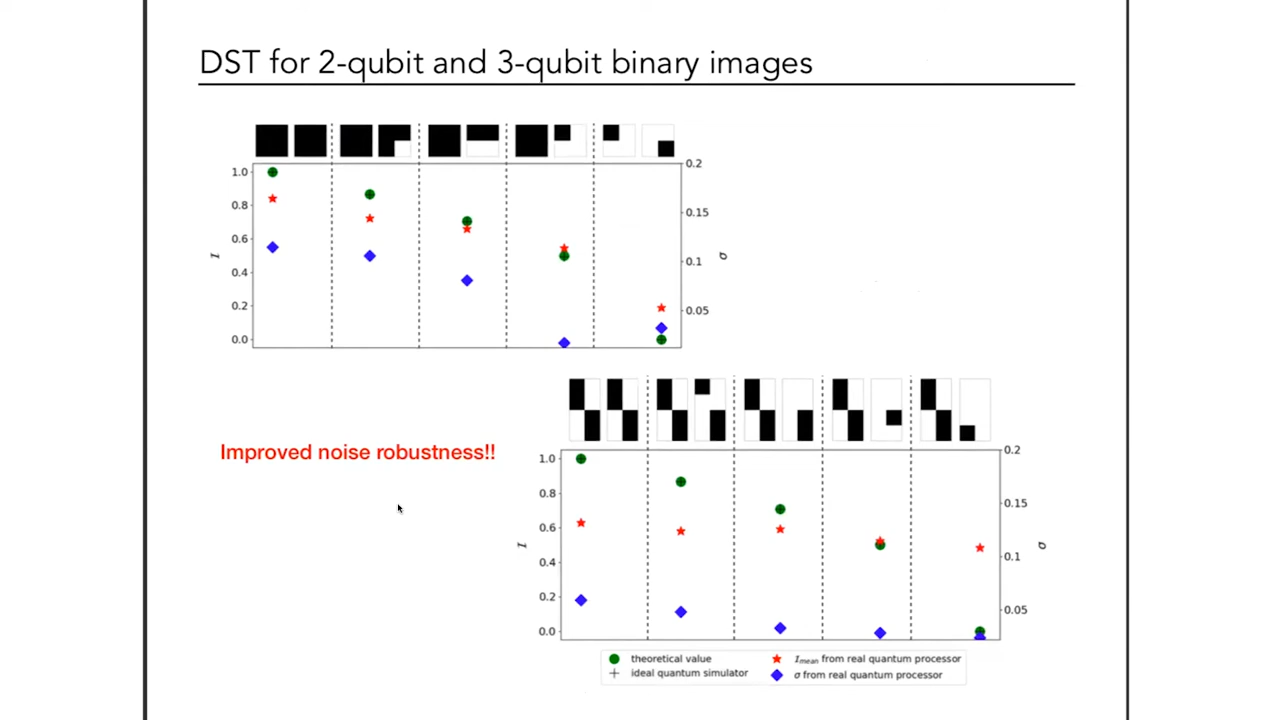 DST for 2-qubit and 3-qubit binary images
1.0
0.8
0.6
0.4
0.2
0.0
I
0.2
0.15
0.1
0.05
σ
Improved noise robustness!!
1.0
0.8
0.6
0.4
0.2
0.0
I
0.2
0.15
0.1
0.05
σ
theoretical value
ideal quantum simulator
I_mean from real quantum processor
σ from real quantum processor